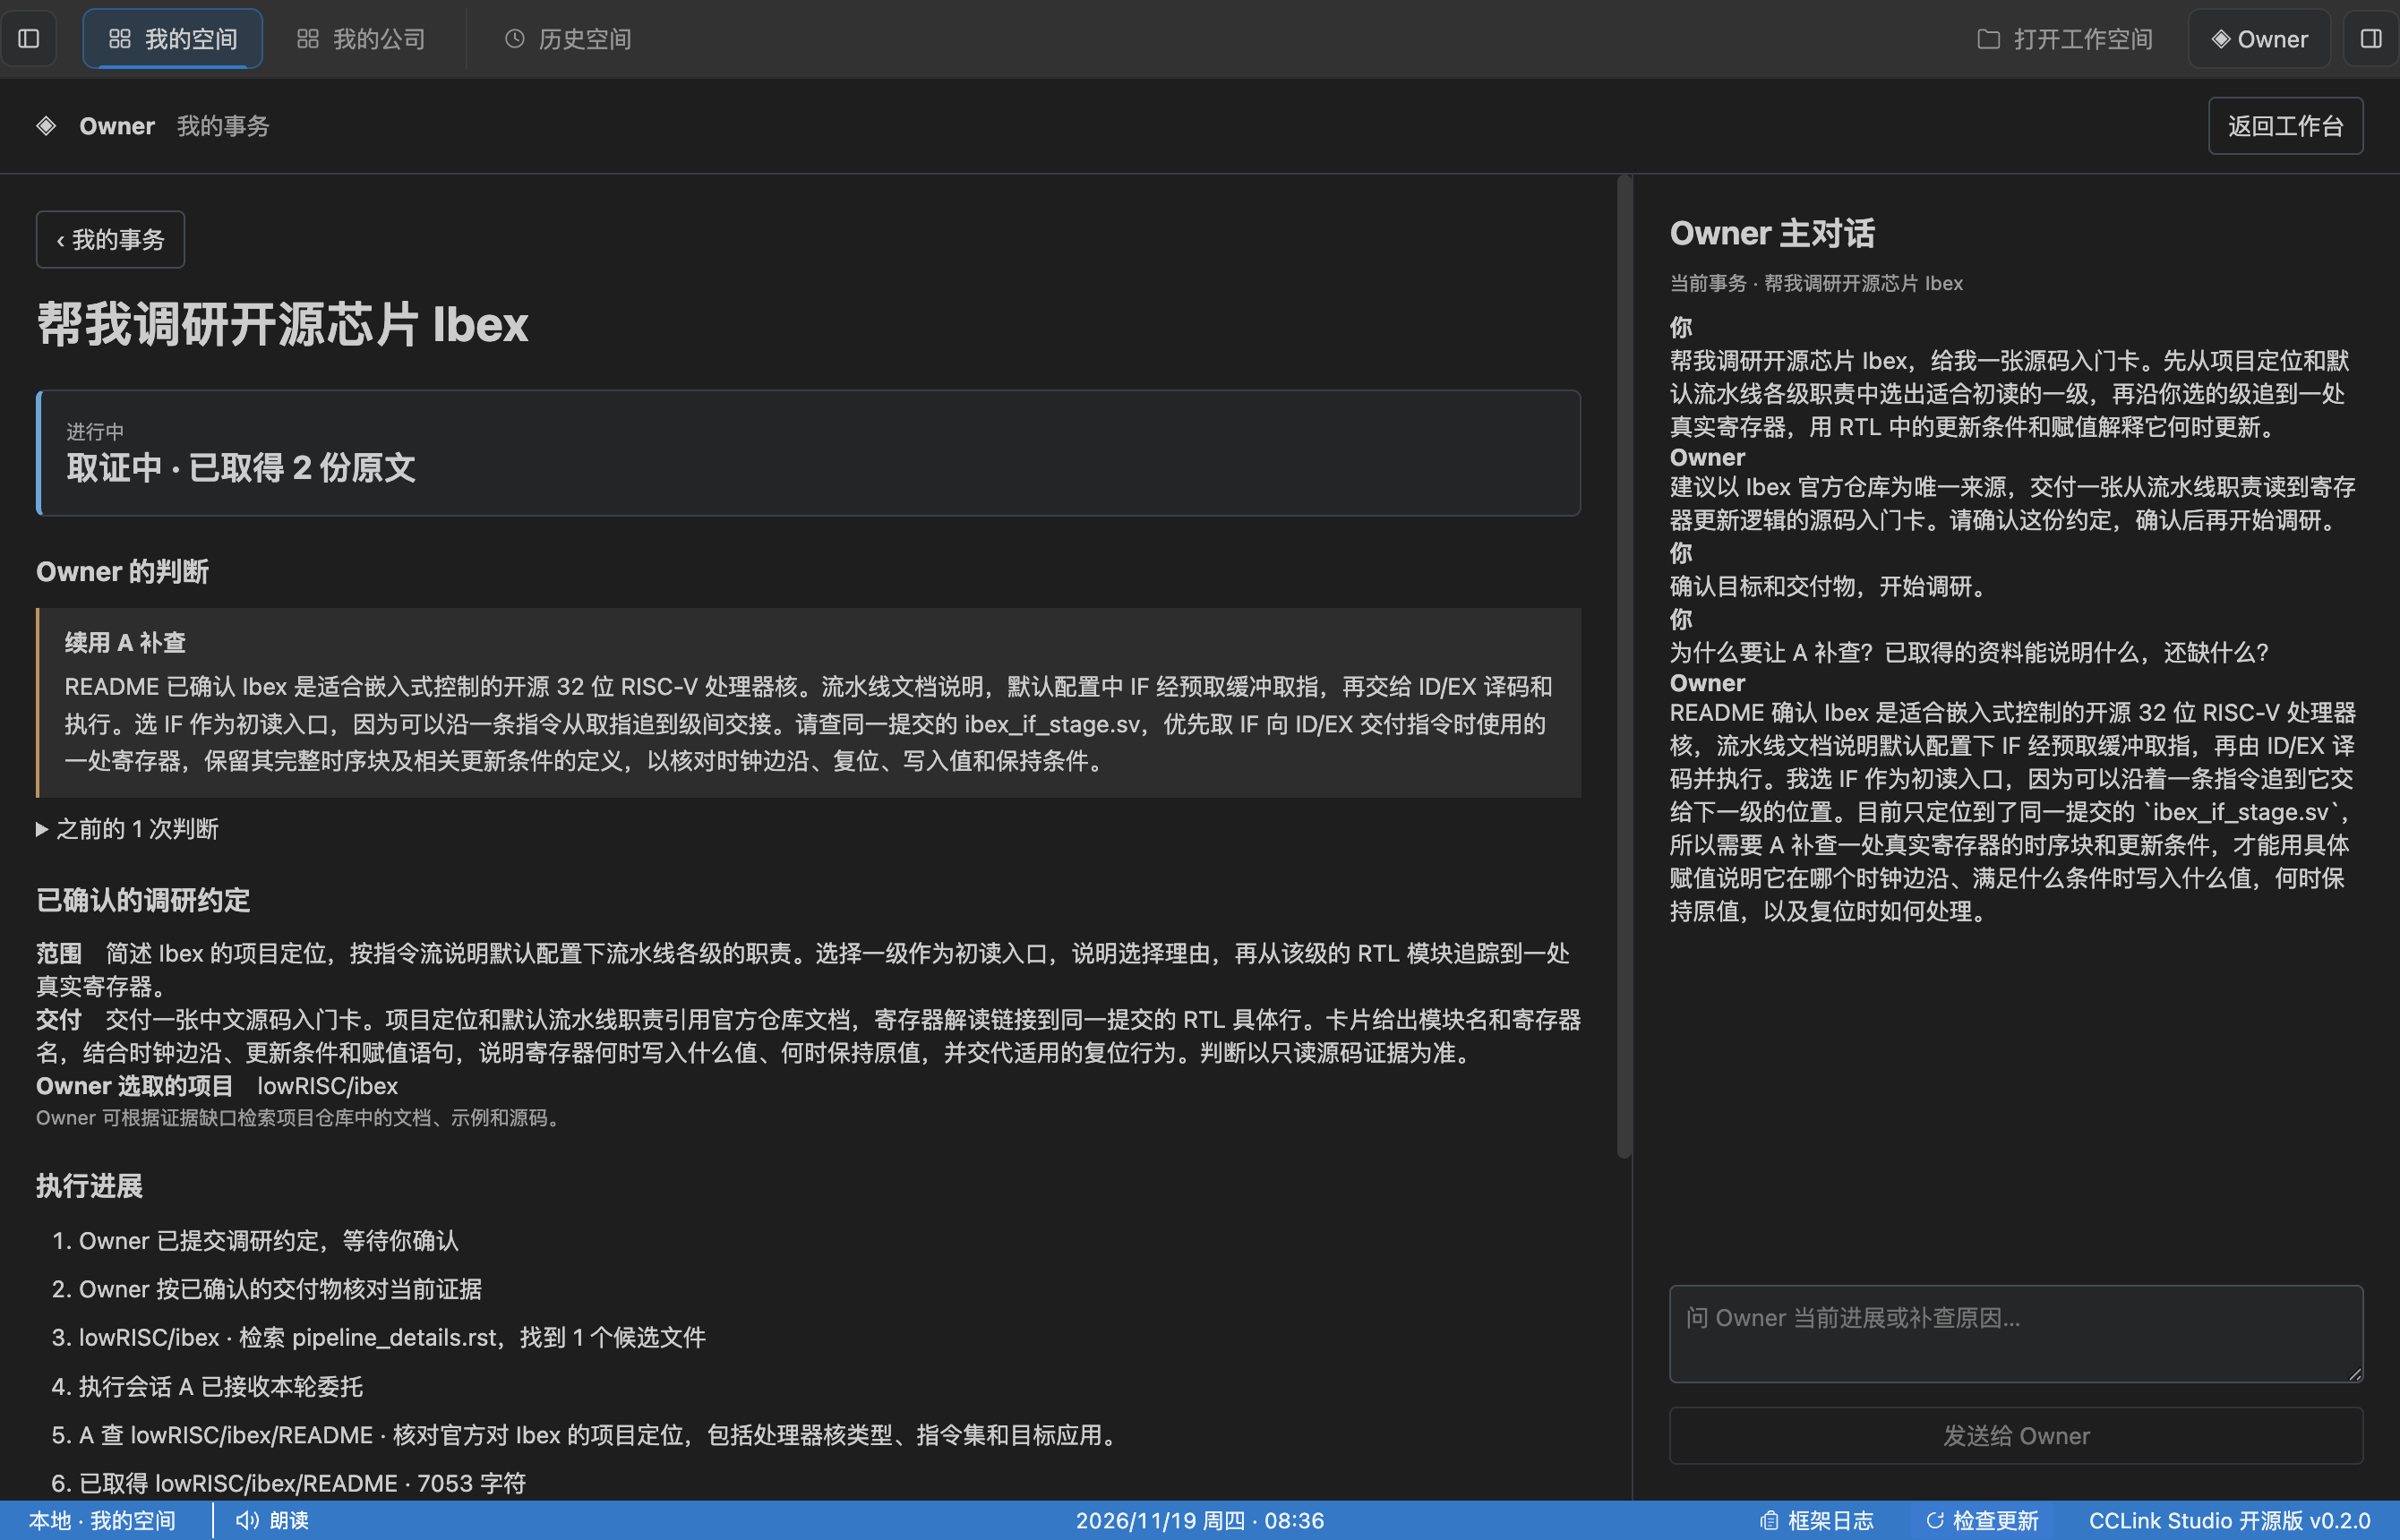 我的空间
我的公司
历史空间
打开工作空间
◈ Owner
◈ Owner 我的事务
返回工作台
‹ 我的事务
帮我调研开源芯片 Ibex
进行中
取证中 · 已取得 2 份原文
Owner 的判断
续用 A 补查
README 已确认 Ibex 是适合嵌入式控制的开源 32 位 RISC-V 处理器核。流水线文档说明，默认配置中 IF 经预取缓冲取指，再交给 ID/EX 译码和
执行。选 IF 作为初读入口，因为可以沿一条指令从取指追到级间交接。请查同一提交的 ibex_if_stage.sv，优先取 IF 向 ID/EX 交付指令时使用的
一处寄存器，保留其完整时序块及相关更新条件的定义，以核对时钟边沿、复位、写入值和保持条件。
▶ 之前的 1 次判断
已确认的调研约定
范围 简述 Ibex 的项目定位，按指令流说明默认配置下流水线各级的职责。选择一级作为初读入口，说明选择理由，再从该级的 RTL 模块追踪到一处
真实寄存器。
交付 交付一张中文源码入门卡。项目定位和默认流水线职责引用官方仓库文档，寄存器解读链接到同一提交的 RTL 具体行。卡片给出模块名和寄存器
名，结合时钟边沿、更新条件和赋值语句，说明寄存器何时写入什么值、何时保持原值，并交代适用的复位行为。判断以只读源码证据为准。
Owner 选取的项目 lowRISC/ibex
Owner 可根据证据缺口检索项目仓库中的文档、示例和源码。
执行进展
1. Owner 已提交调研约定，等待你确认
2. Owner 按已确认的交付物核对当前证据
3. lowRISC/ibex · 检索 pipeline_details.rst，找到 1 个候选文件
4. 执行会话 A 已接收本轮委托
5. A 查 lowRISC/ibex/README · 核对官方对 Ibex 的项目定位，包括处理器核类型、指令集和目标应用。
6. 已取得 lowRISC/ibex/README · 7053 字符
Owner 主对话
当前事务 · 帮我调研开源芯片 Ibex
你
帮我调研开源芯片 Ibex，给我一张源码入门卡。先从项目定位和默
认流水线各级职责中选出适合初读的一级，再沿你选的级追到一处
真实寄存器，用 RTL 中的更新条件和赋值解释它何时更新。
Owner
建议以 Ibex 官方仓库为唯一来源，交付一张从流水线职责读到寄存
器更新逻辑的源码入门卡。请确认这份约定，确认后再开始调研。
你
确认目标和交付物，开始调研。
你
为什么要让 A 补查？已取得的资料能说明什么，还缺什么？
Owner
README 确认 Ibex 是适合嵌入式控制的开源 32 位 RISC-V 处理器
核，流水线文档说明默认配置下 IF 经预取缓冲取指，再由 ID/EX 译
码并执行。我选 IF 作为初读入口，因为可以沿着一条指令追到它交
给下一级的位置。目前只定位到了同一提交的 `ibex_if_stage.sv`，
所以需要 A 补查一处真实寄存器的时序块和更新条件，才能用具体
赋值说明它在哪个时钟边沿、满足什么条件时写入什么值，何时保
持原值，以及复位时如何处理。
问 Owner 当前进展或补查原因...
发送给 Owner
本地 · 我的空间
朗读
2026/11/19 周四 · 08:36
框架日志
检查更新
CCLink Studio 开源版 v0.2.0